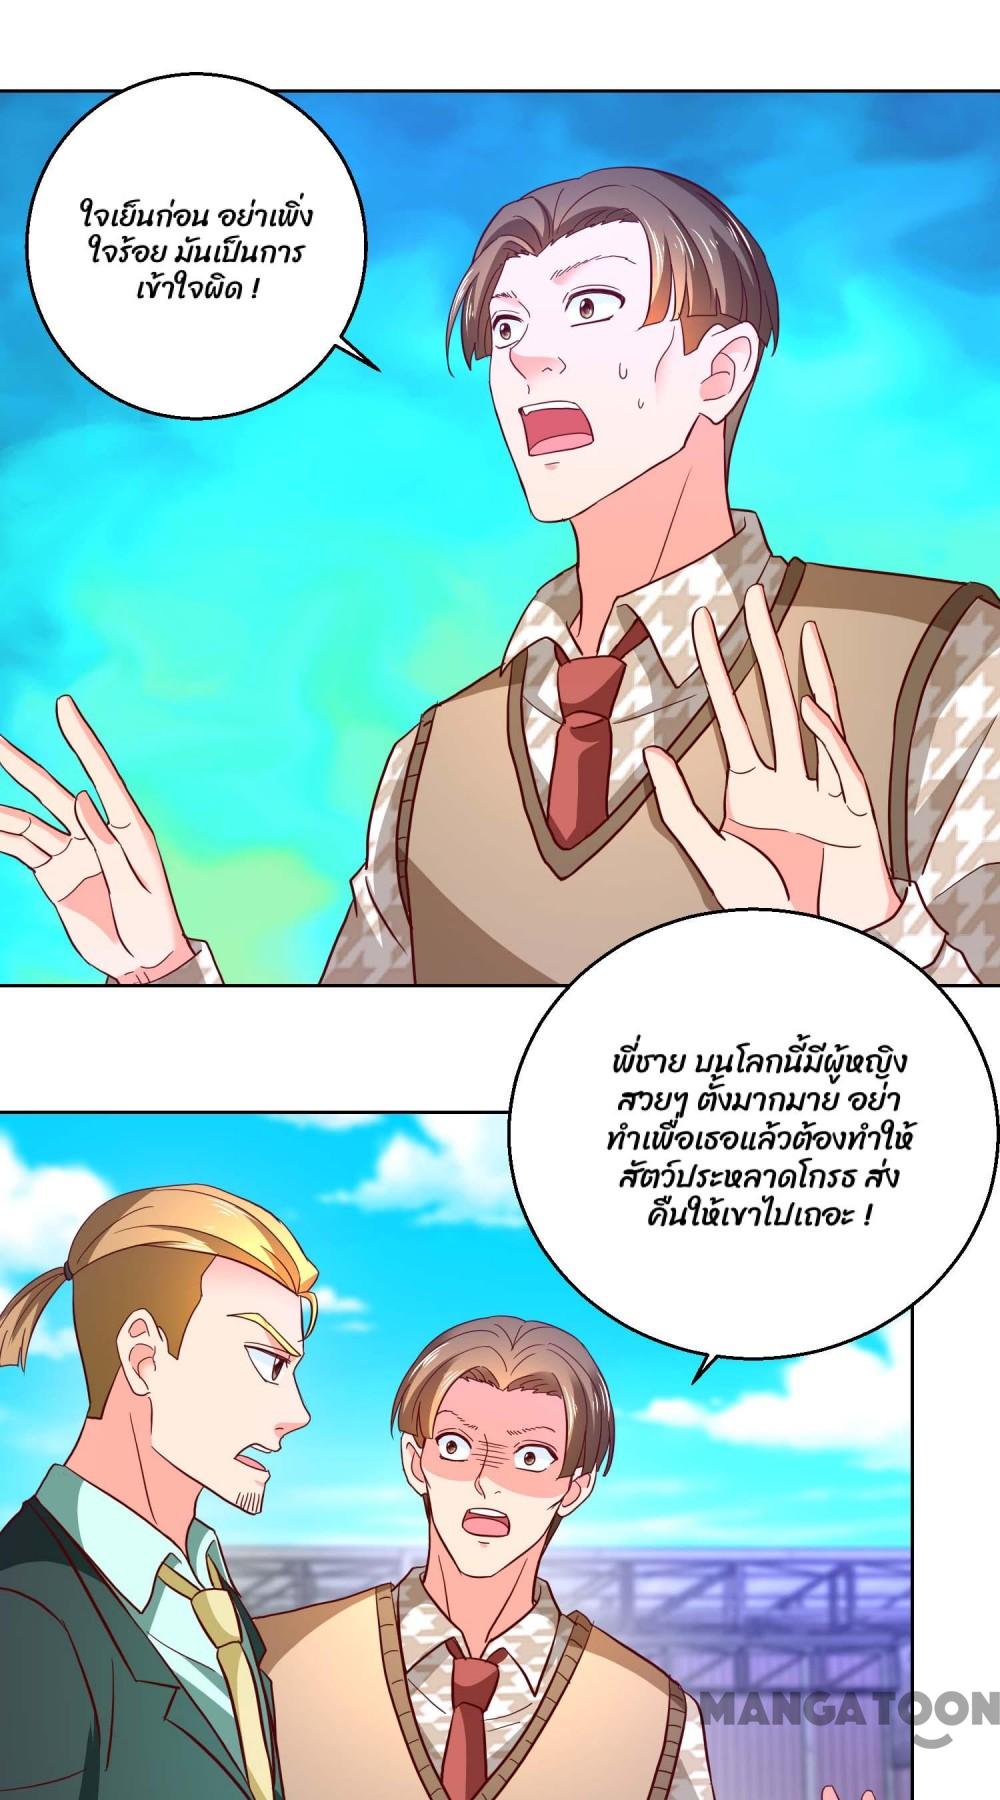 ใจเย็นก่อน อย่าเพิ่ง
ใจร้อย มันเป็นการ
เข้าใจผิด !
พี่ชาย บนโลกนี้มีผู้หญิง
สวยๆ ตั้งมากมาย อย่า
ทำเพื่อเธอแล้วต้องทำให้
สัตว์ประหลาดโกรธ ส่ง
คืนให้เขาไปเถอะ !
MANGATOON